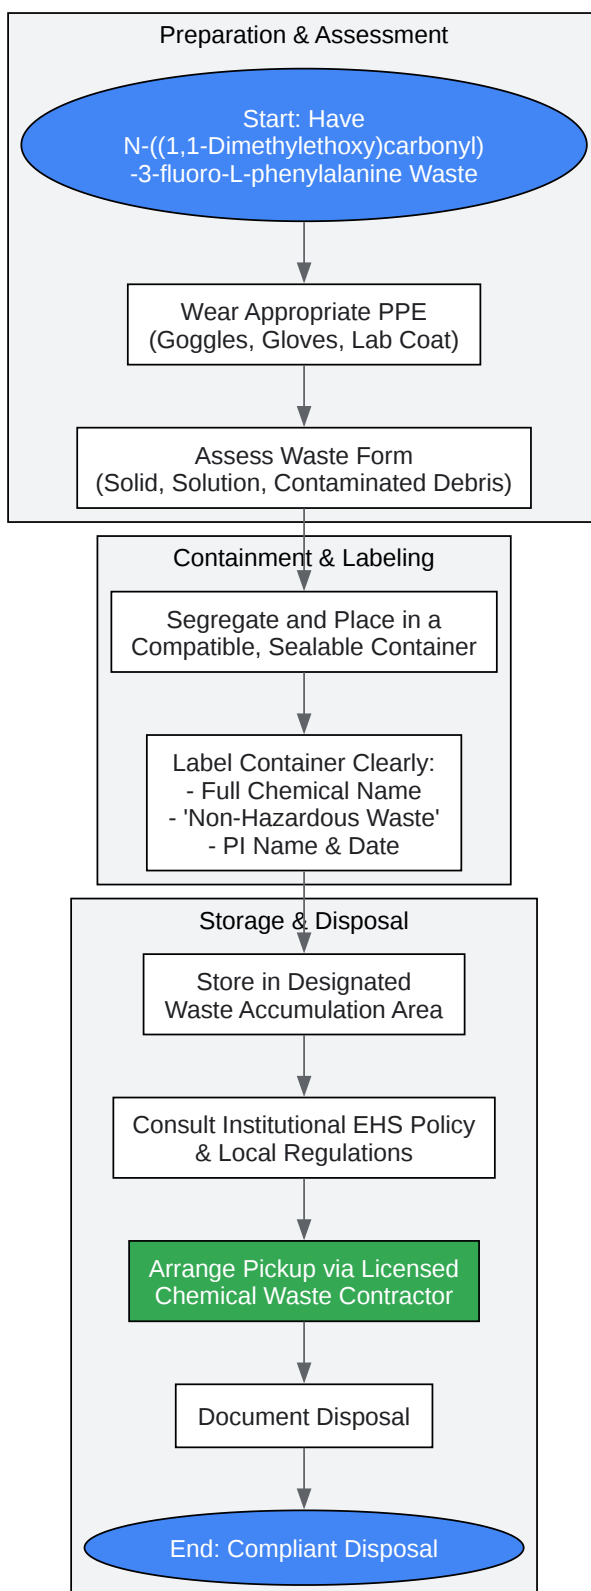 Preparation & Assessment
Start: Have
N-((1,1-Dimethylethoxy)carbonyl)
-3-fluoro-L-phenylalanine Waste
Wear Appropriate PPE
(Goggles, Gloves, Lab Coat)
Assess Waste Form
(Solid, Solution, Contaminated Debris)
Containment & Labeling
Segregate and Place in a
Compatible, Sealable Container
Label Container Clearly:
- Full Chemical Name
- 'Non-Hazardous Waste'
- PI Name & Date
Storage & Disposal
Store in Designated
Waste Accumulation Area
Consult Institutional EHS Policy
& Local Regulations
Arrange Pickup via Licensed
Chemical Waste Contractor
Document Disposal
End: Compliant Disposal